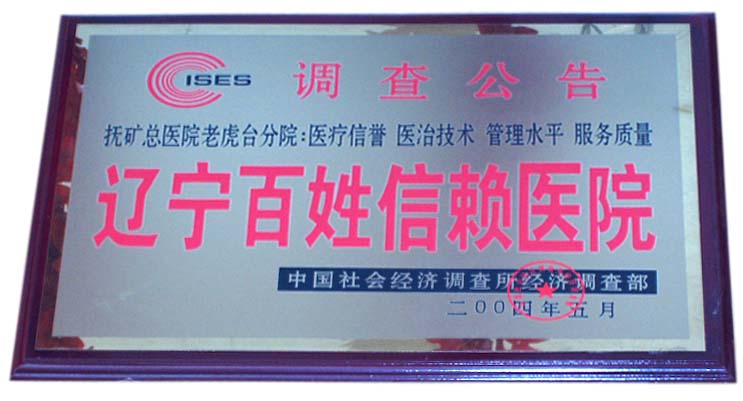 CISES 调查公告
抚矿总医院老虎台分院:医疗信誉 医治技术 管理水平 服务质量
辽宁百姓信赖医院
中国社会经济调查所经济调查部
二00四年五月